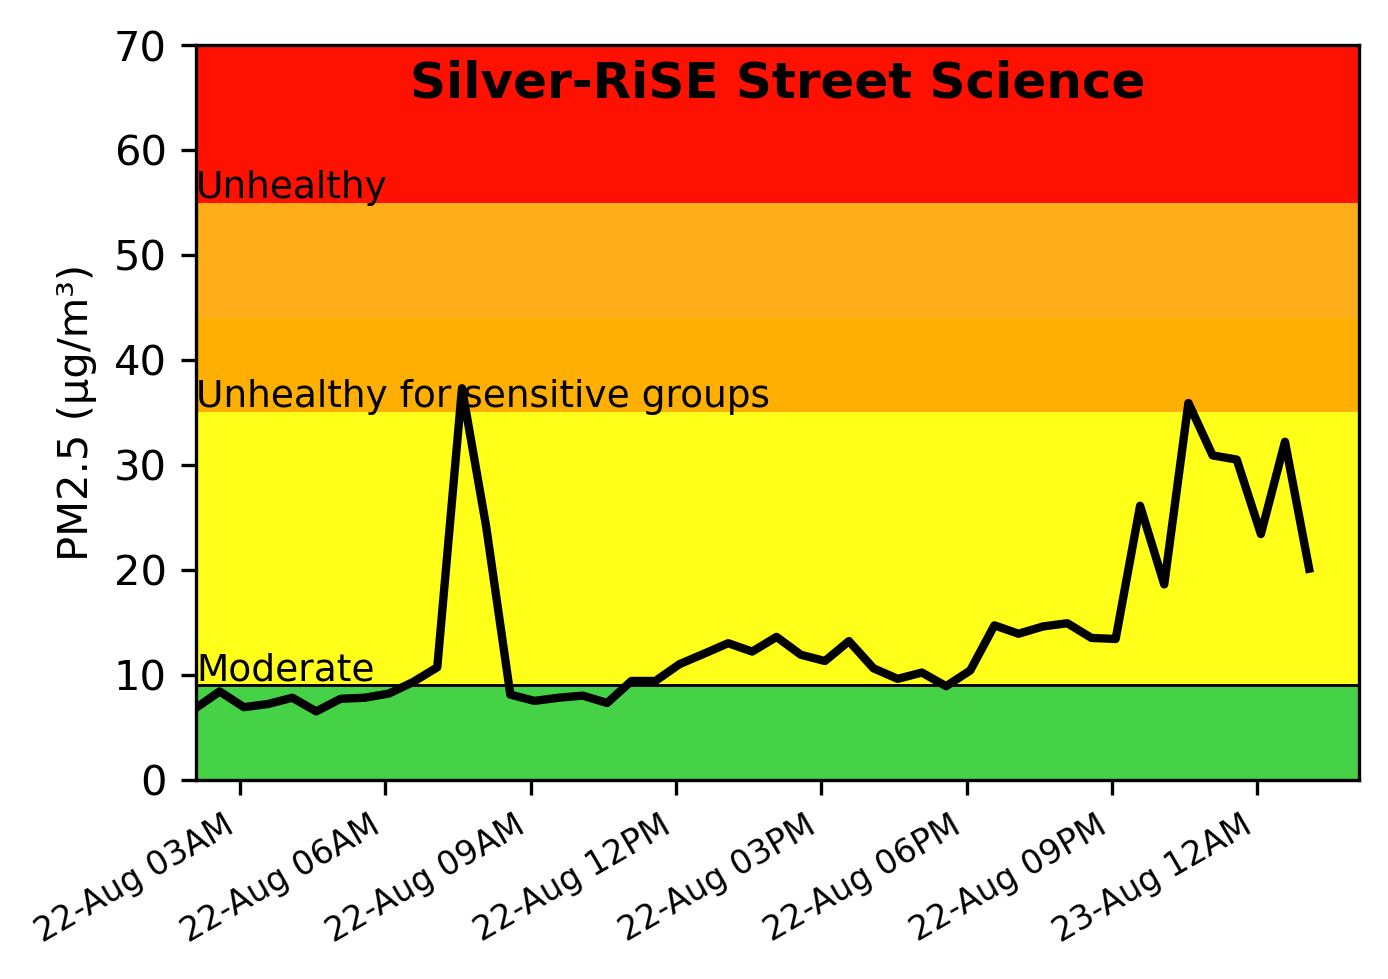 Silver-RiSE Street Science
70
60
50
40
30
20
10
0
PM2.5 (µg/m³)
Unhealthy
Unhealthy for sensitive groups
Moderate
22-Aug 03AM
22-Aug 06AM
22-Aug 09AM
22-Aug 12PM
22-Aug 03PM
22-Aug 06PM
22-Aug 09PM
23-Aug 12AM